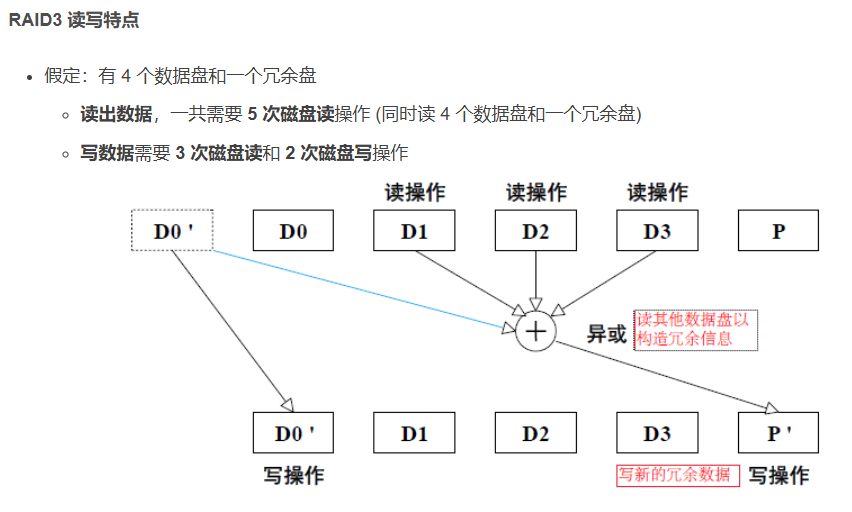 RAID3 读写特点
假定：有 4 个数据盘和一个冗余盘
读出数据，一共需要 5 次磁盘读操作 (同时读 4 个数据盘和一个冗余盘)
写数据需要 3 次磁盘读和 2 次磁盘写操作
读操作 读操作 读操作
D0 ' D0 D1 D2 D3 P
异或 读其他数据盘以
构造冗余信息
D0 ' D1 D2 D3 P '
写操作 写新的冗余数据 写操作